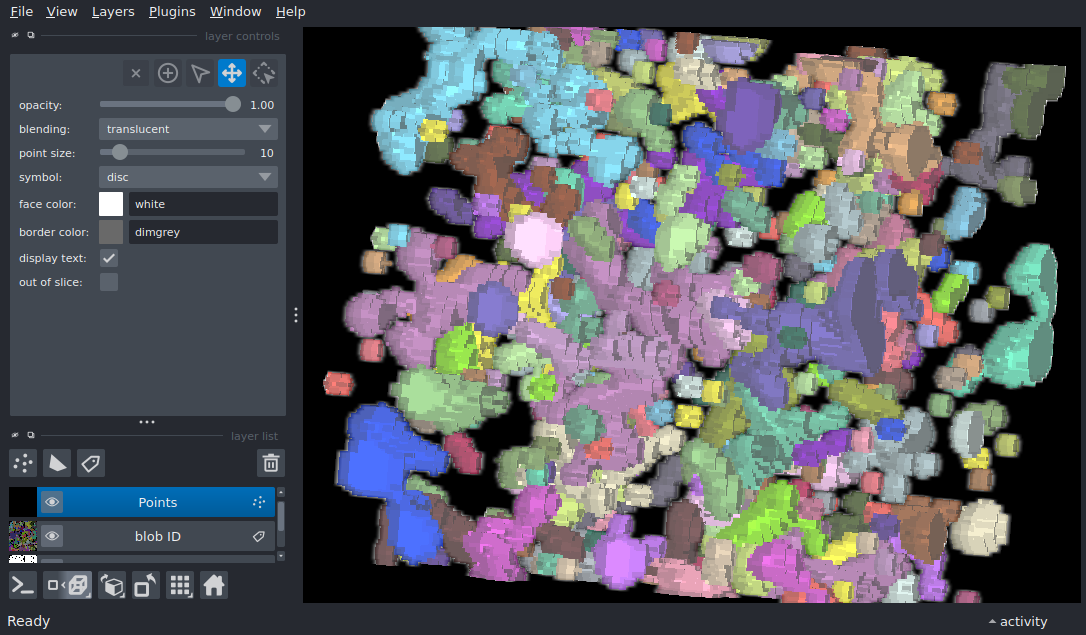 File View Layers Plugins Window Help
layer controls
opacity: 1.00
blending: translucent
point size: 10
symbol: disc
face color: white
border color: dimgrey
display text:
out of slice:
layer list
Points
blob ID
Ready
activity